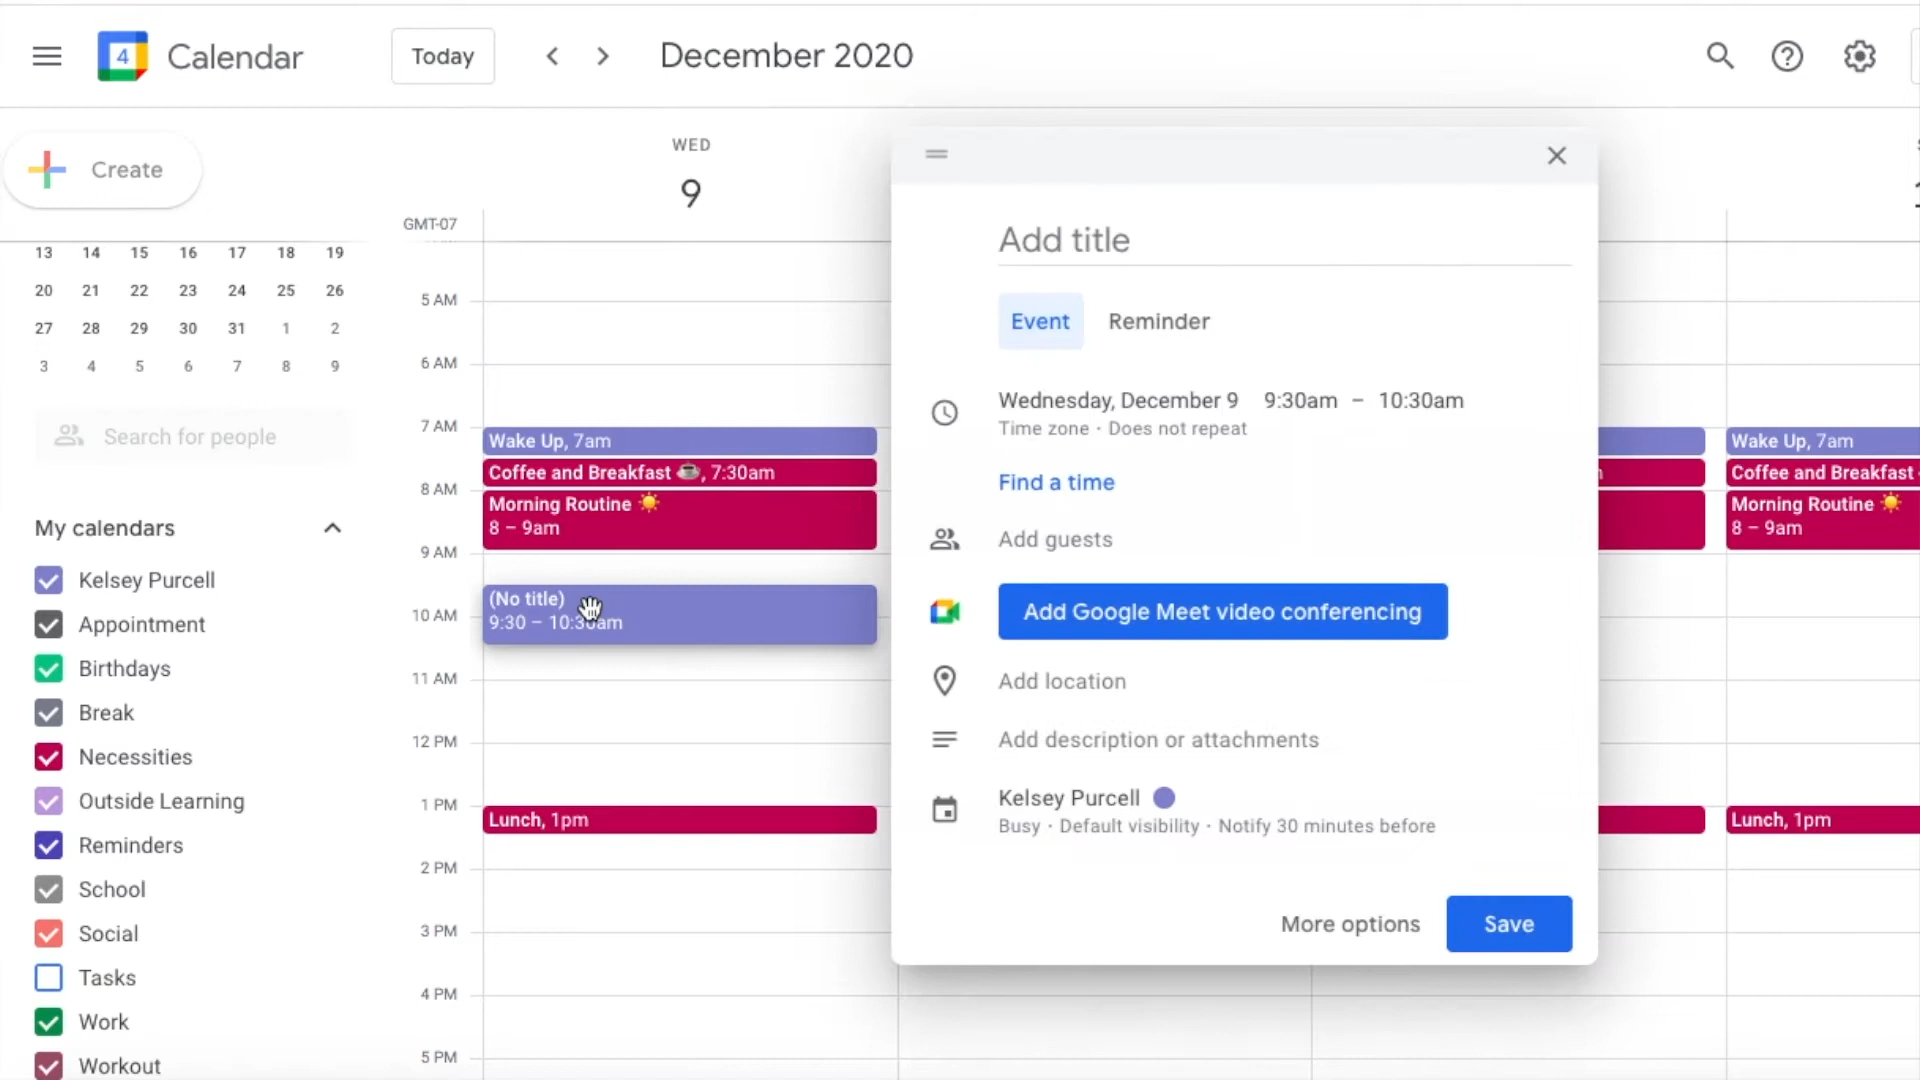 4
Calendar
Today
December 2020
Create
WED
9
GMT-07
13 14 15 16 17 18 19
20 21 22 23 24 25 26
27 28 29 30 31 1 2
3 4 5 6 7 8 9
Search for people
My calendars
Kelsey Purcell
Appointment
Birthdays
Break
Necessities
Outside Learning
Reminders
School
Social
Tasks
Work
Workout
5 AM
6 AM
7 AM
8 AM
9 AM
10 AM
11 AM
12 PM
1 PM
2 PM
3 PM
4 PM
5 PM
Wake Up, 7am
Coffee and Breakfast ☕, 7:30am
Morning Routine ☀️
8 – 9am
(No title)
9:30 – 10:30am
Lunch, 1pm
Add title
Event Reminder
Wednesday, December 9 9:30am – 10:30am
Time zone · Does not repeat
Find a time
Add guests
Add Google Meet video conferencing
Add location
Add description or attachments
Kelsey Purcell
Busy · Default visibility · Notify 30 minutes before
More options Save
Wake Up, 7am
Coffee and Breakfast
Morning Routine ☀️
8 – 9am
Lunch, 1pm